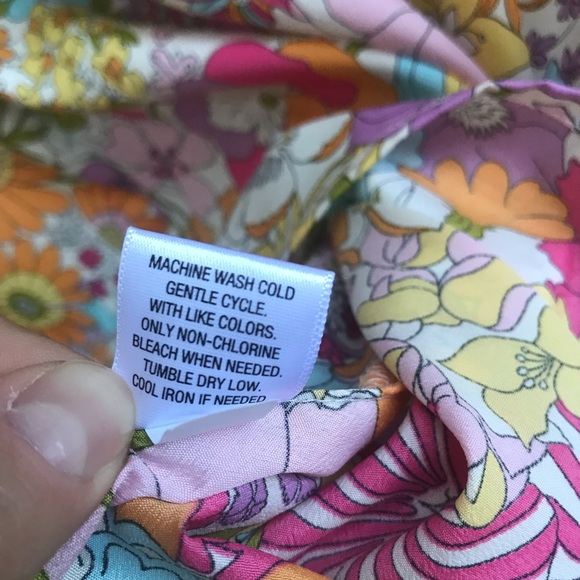 MACHINE WASH COLD
GENTLE CYCLE.
WITH LIKE COLORS.
ONLY NON-CHLORINE
BLEACH WHEN NEEDED.
TUMBLE DRY LOW.
COOL IRON IF NEEDED